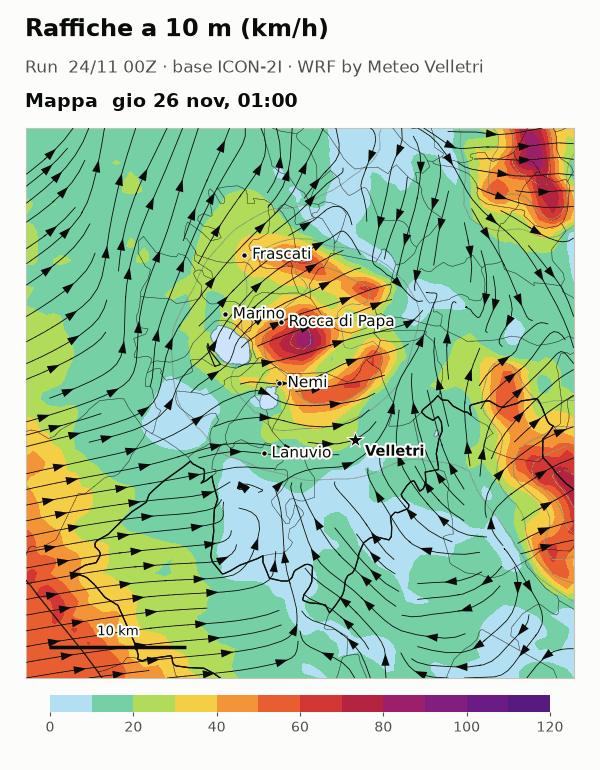 Raffiche a 10 m (km/h)
Run  24/11 00Z · base ICON-2I · WRF by Meteo Velletri
Mappa  gio 26 nov, 01:00
Frascati
Marino
Rocca di Papa
Nemi
Velletri
Lanuvio
10 km
0 20 40 60 80 100 120